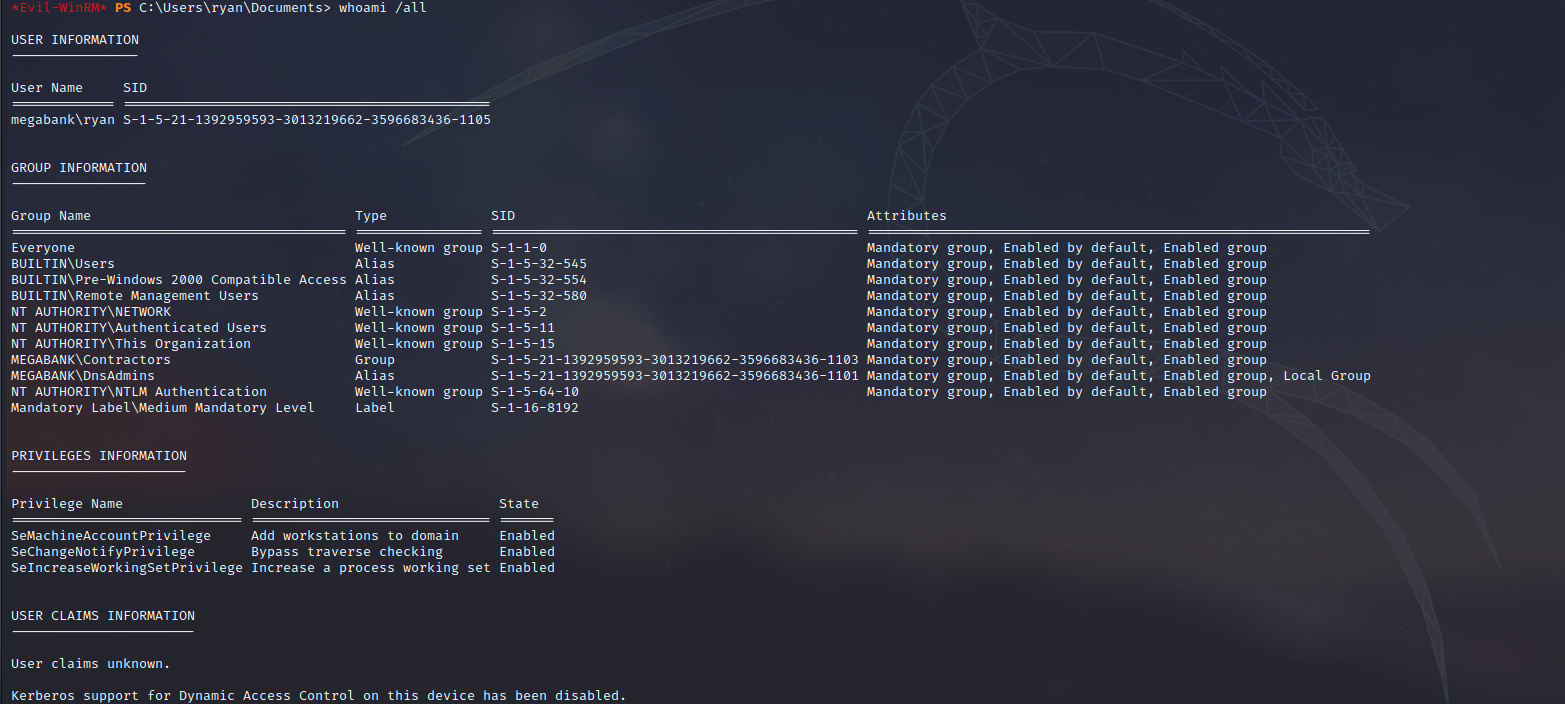 *Evil-WinRM* PS C:\Users\ryan\Documents> whoami /all
USER INFORMATION
User Name SID
megabank\ryan S-1-5-21-1392959593-3013219662-3596683436-1105
GROUP INFORMATION
Group Name Type SID Attributes
Everyone Well-known group S-1-1-0 Mandatory group, Enabled by default, Enabled group
BUILTIN\Users Alias S-1-5-32-545 Mandatory group, Enabled by default, Enabled group
BUILTIN\Pre-Windows 2000 Compatible Access Alias S-1-5-32-554 Mandatory group, Enabled by default, Enabled group
BUILTIN\Remote Management Users Alias S-1-5-32-580 Mandatory group, Enabled by default, Enabled group
NT AUTHORITY\NETWORK Well-known group S-1-5-2 Mandatory group, Enabled by default, Enabled group
NT AUTHORITY\Authenticated Users Well-known group S-1-5-11 Mandatory group, Enabled by default, Enabled group
NT AUTHORITY\This Organization Well-known group S-1-5-15 Mandatory group, Enabled by default, Enabled group
MEGABANK\Contractors Group S-1-5-21-1392959593-3013219662-3596683436-1103 Mandatory group, Enabled by default, Enabled group
MEGABANK\DnsAdmins Alias S-1-5-21-1392959593-3013219662-3596683436-1101 Mandatory group, Enabled by default, Enabled group, Local Group
NT AUTHORITY\NTLM Authentication Well-known group S-1-5-64-10 Mandatory group, Enabled by default, Enabled group
Mandatory Label\Medium Mandatory Level Label S-1-16-8192
PRIVILEGES INFORMATION
Privilege Name Description State
SeMachineAccountPrivilege Add workstations to domain Enabled
SeChangeNotifyPrivilege Bypass traverse checking Enabled
SeIncreaseWorkingSetPrivilege Increase a process working set Enabled
USER CLAIMS INFORMATION
User claims unknown.
Kerberos support for Dynamic Access Control on this device has been disabled.